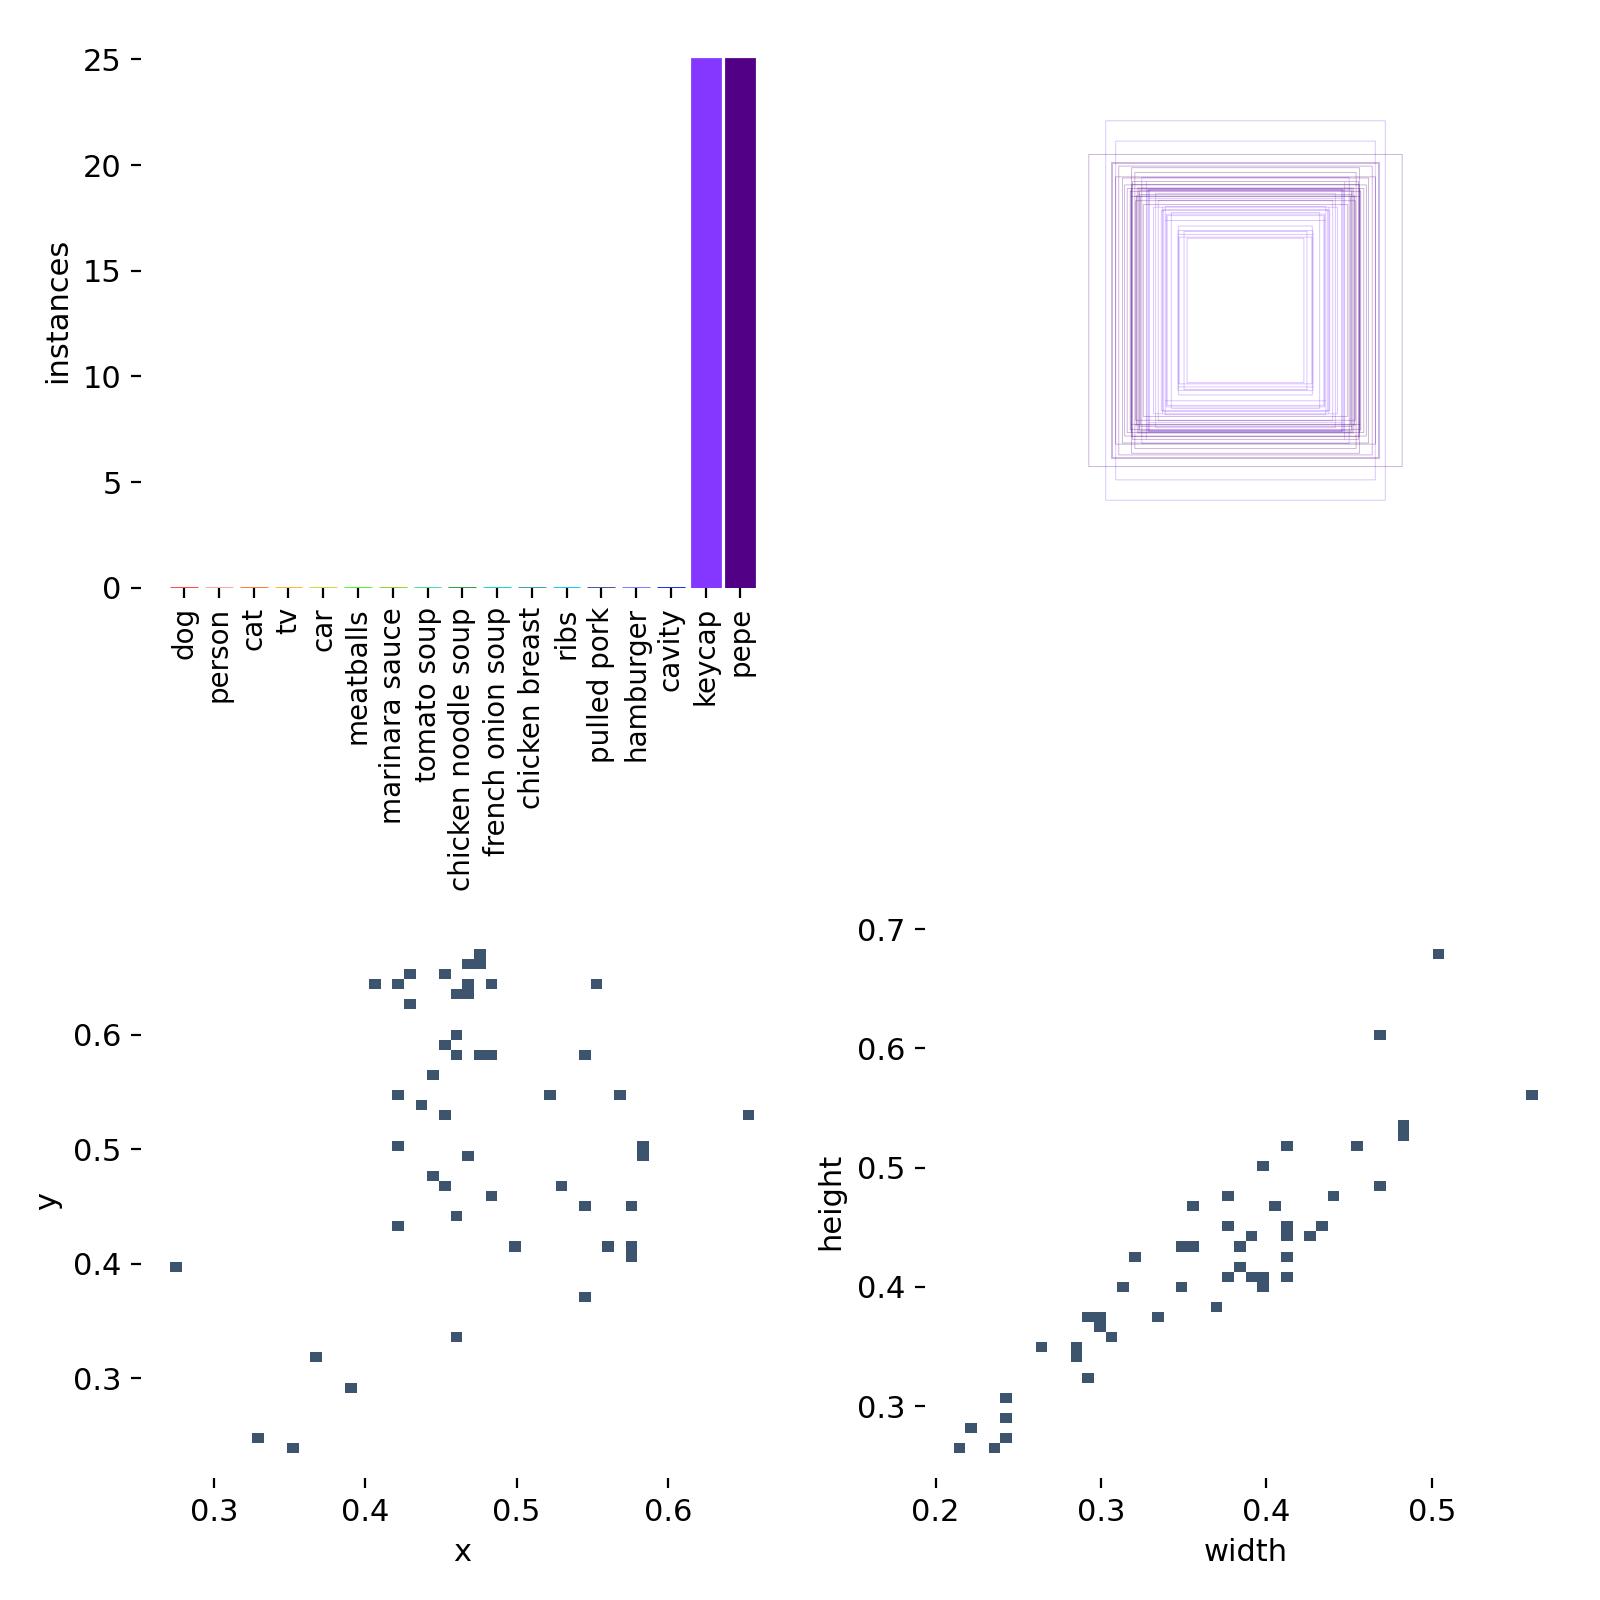 25
20
15
10
5
0
instances
dog
person
cat
tv
car
meatballs
marinara sauce
tomato soup
chicken noodle soup
french onion soup
chicken breast
ribs
pulled pork
hamburger
cavity
keycap
pepe
0.6
0.5
0.4
0.3
y
0.3 0.4 0.5 0.6
x
0.7
0.6
0.5
0.4
0.3
height
0.2 0.3 0.4 0.5
width